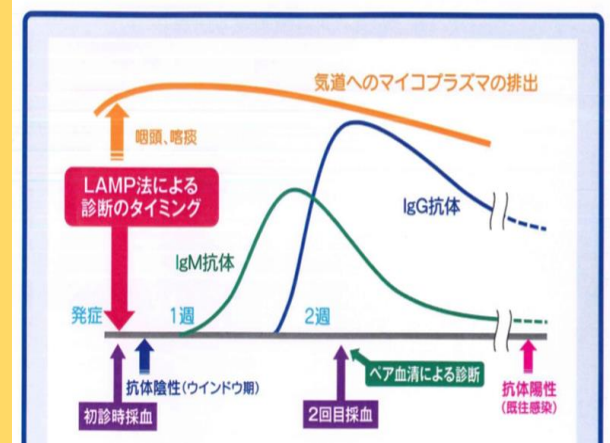 気道へのマイコプラズマの排出
咽頭、喀痰
LAMP法による
診断のタイミング
IgG抗体
IgM抗体
発症
1週
2週
抗体陰性(ウインドウ期)
ペア血清による診断
抗体陽性
(既往感染)
初診時採血
2回目採血